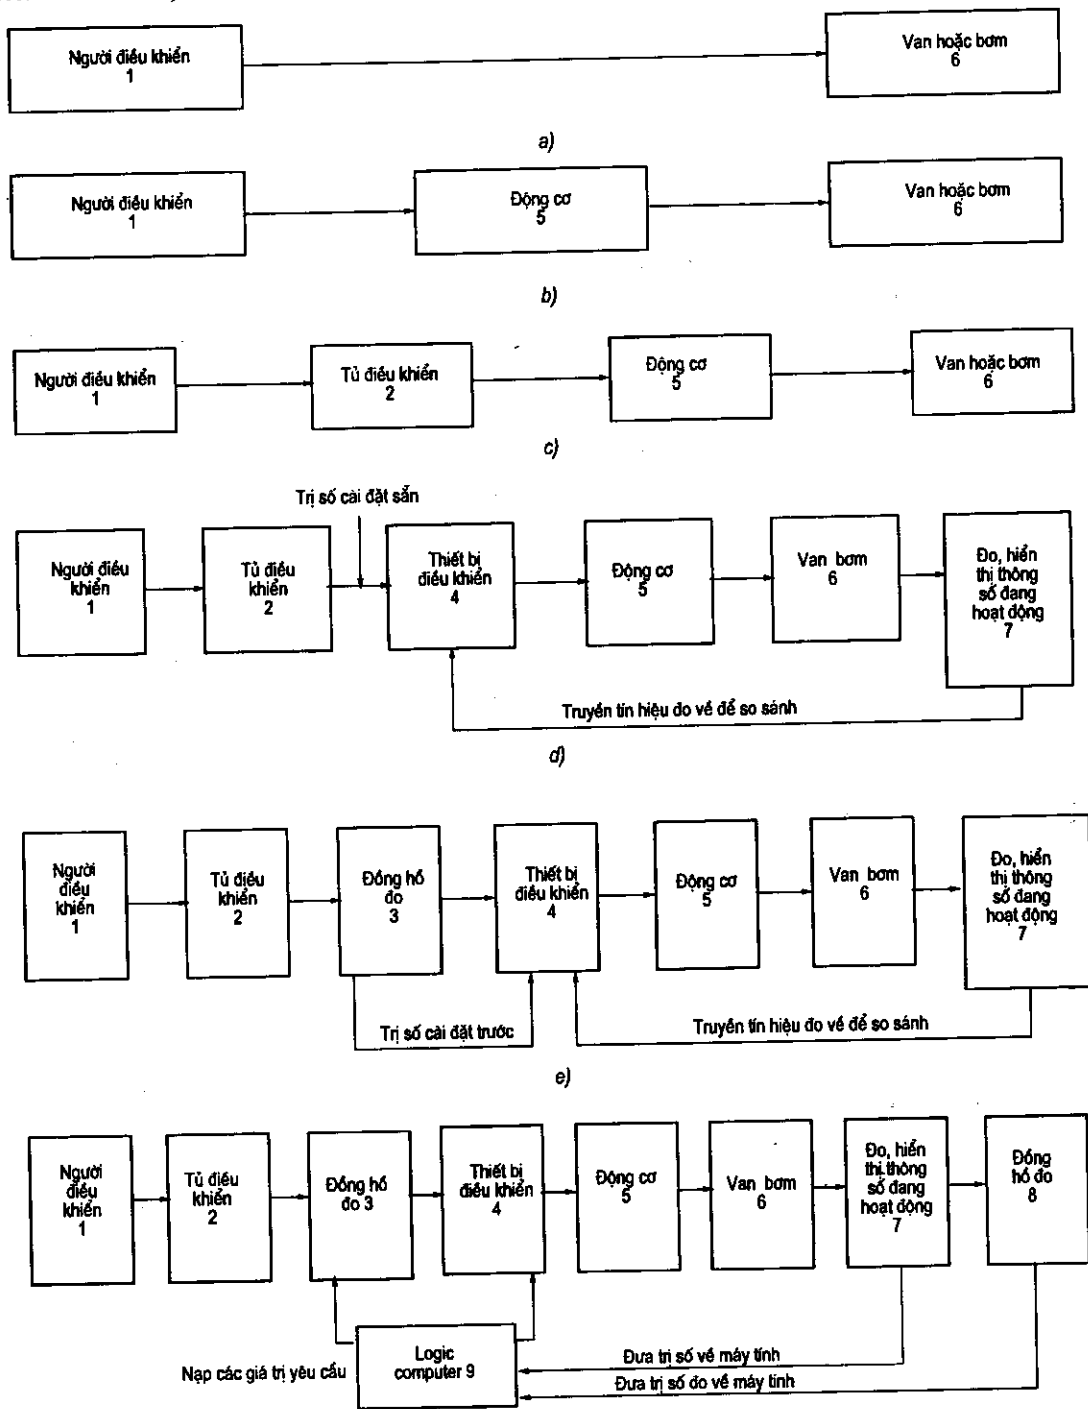 Người điều khiển
1
Van hoặc bơm
6
a)
Người điều khiển
1
Động cơ
5
Van hoặc bơm
6
b)
Người điều khiển
1
Tủ điều khiển
2
Động cơ
5
Van hoặc bơm
6
c)
Trị số cài đặt sẵn
Người điều
khiển
1
Tủ điều
khiển
2
Thiết bị
điều khiển
4
Động cơ
5
Van bơm
6
Đo, hiển
thị thông
số đang
hoạt động
7
Truyền tín hiệu đo về để so sánh
d)
Người
điều
khiển
1
Tủ điều
khiển
2
Đồng hồ
đo
3
Thiết bị
điều khiển
4
Động cơ
5
Van bơm
6
Đo, hiển
thị thông
số đang
hoạt động
7
Trị số cài đặt trước
Truyền tín hiệu đo về để so sánh
e)
Người
điều
khiển
1
Tủ điều
khiển
2
Đồng hồ
đo 3
Thiết bị
điều khiển
4
Động cơ
5
Van bơm
6
Đo, hiển
thị thông
số đang
hoạt động
7
Đồng
hồ đo
8
Nạp các giá trị yêu cầu
Logic
computer 9
Đưa trị số về máy tính
Đưa trị số đo về máy tính